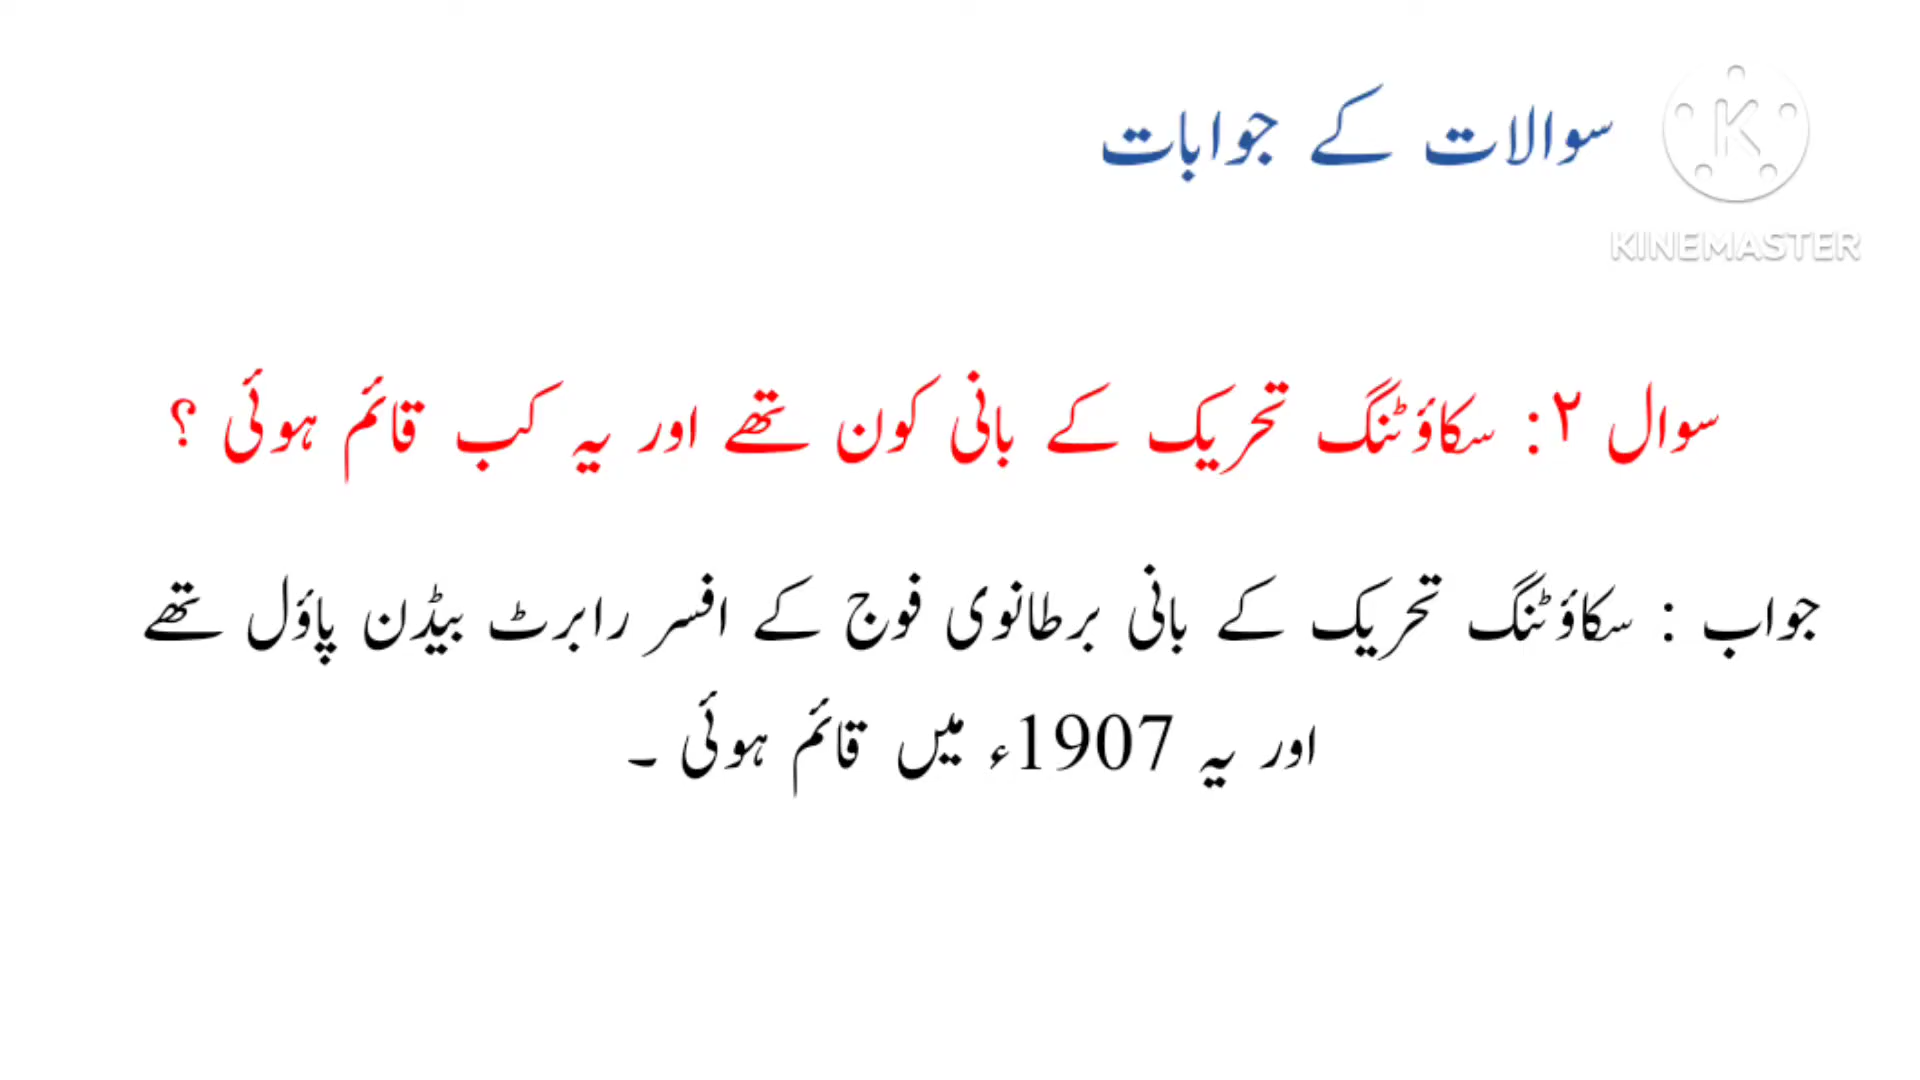 سوالات کے جوابات
KINEMASTER
سوال ۲: سکاؤٹنگ تحریک کے بانی کون تھے اور یہ کب قائم ہوئی ؟
جواب : سکاؤٹنگ تحریک کے بانی برطانوی فوج کے افسر رابرٹ بیڈن پاؤل تھے
اور یہ 1907ء میں قائم ہوئی ۔